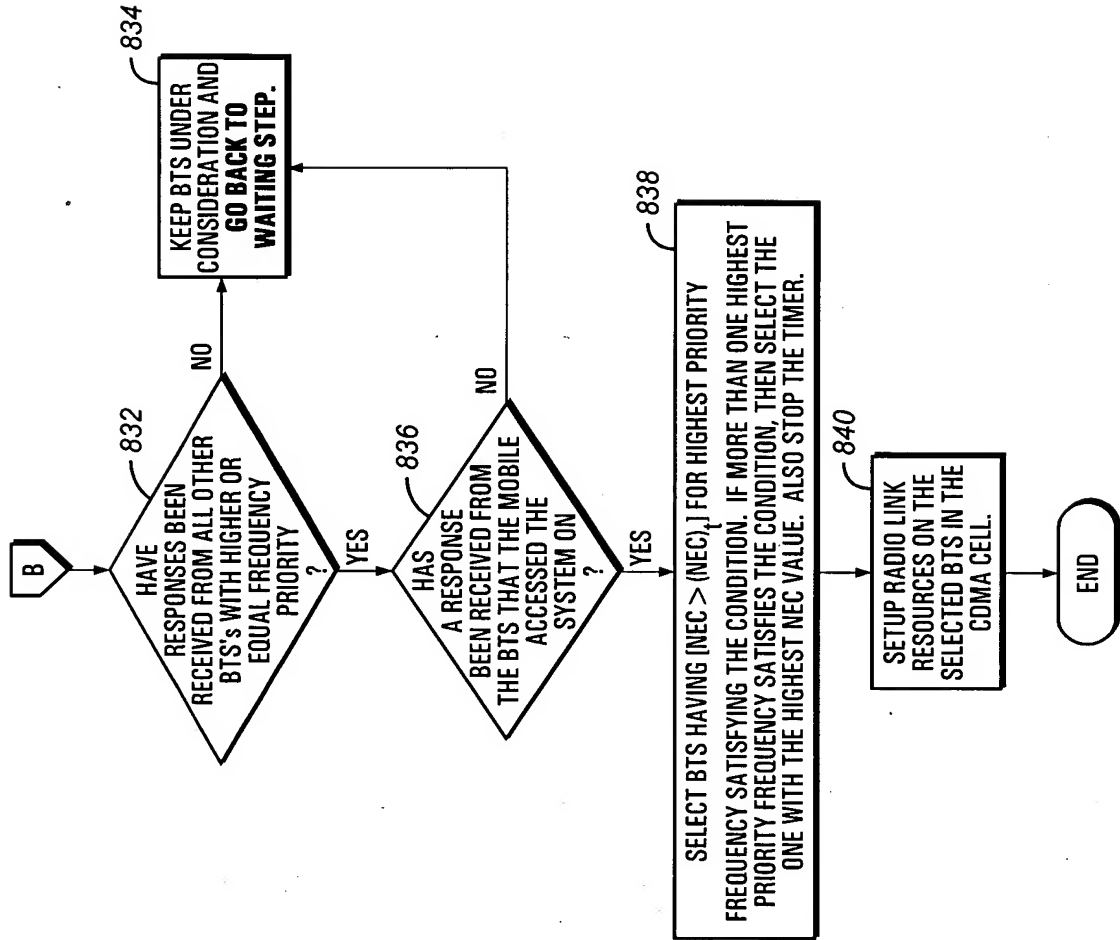 B
832
HAVE
RESPONSES BEEN
RECEIVED FROM ALL OTHER
BTS's WITH HIGHER OR
EQUAL FREQUENCY
PRIORITY
?
NO
834
KEEP BTS UNDER
CONSIDERATION AND
GO BACK TO
WAITING STEP.
YES
836
HAS
A RESPONSE
BEEN RECEIVED FROM
THE BTS THAT THE MOBILE
ACCESSED THE
SYSTEM ON
?
NO
YES
838
SELECT BTS HAVING [NEC > (NEC)t] FOR HIGHEST PRIORITY
FREQUENCY SATISFYING THE CONDITION. IF MORE THAN ONE HIGHEST
PRIORITY FREQUENCY SATISFIES THE CONDITION, THEN SELECT THE
ONE WITH THE HIGHEST NEC VALUE. ALSO STOP THE TIMER.
840
SETUP RADIO LINK
RESOURCES ON THE
SELECTED BTS IN THE
CDMA CELL.
END